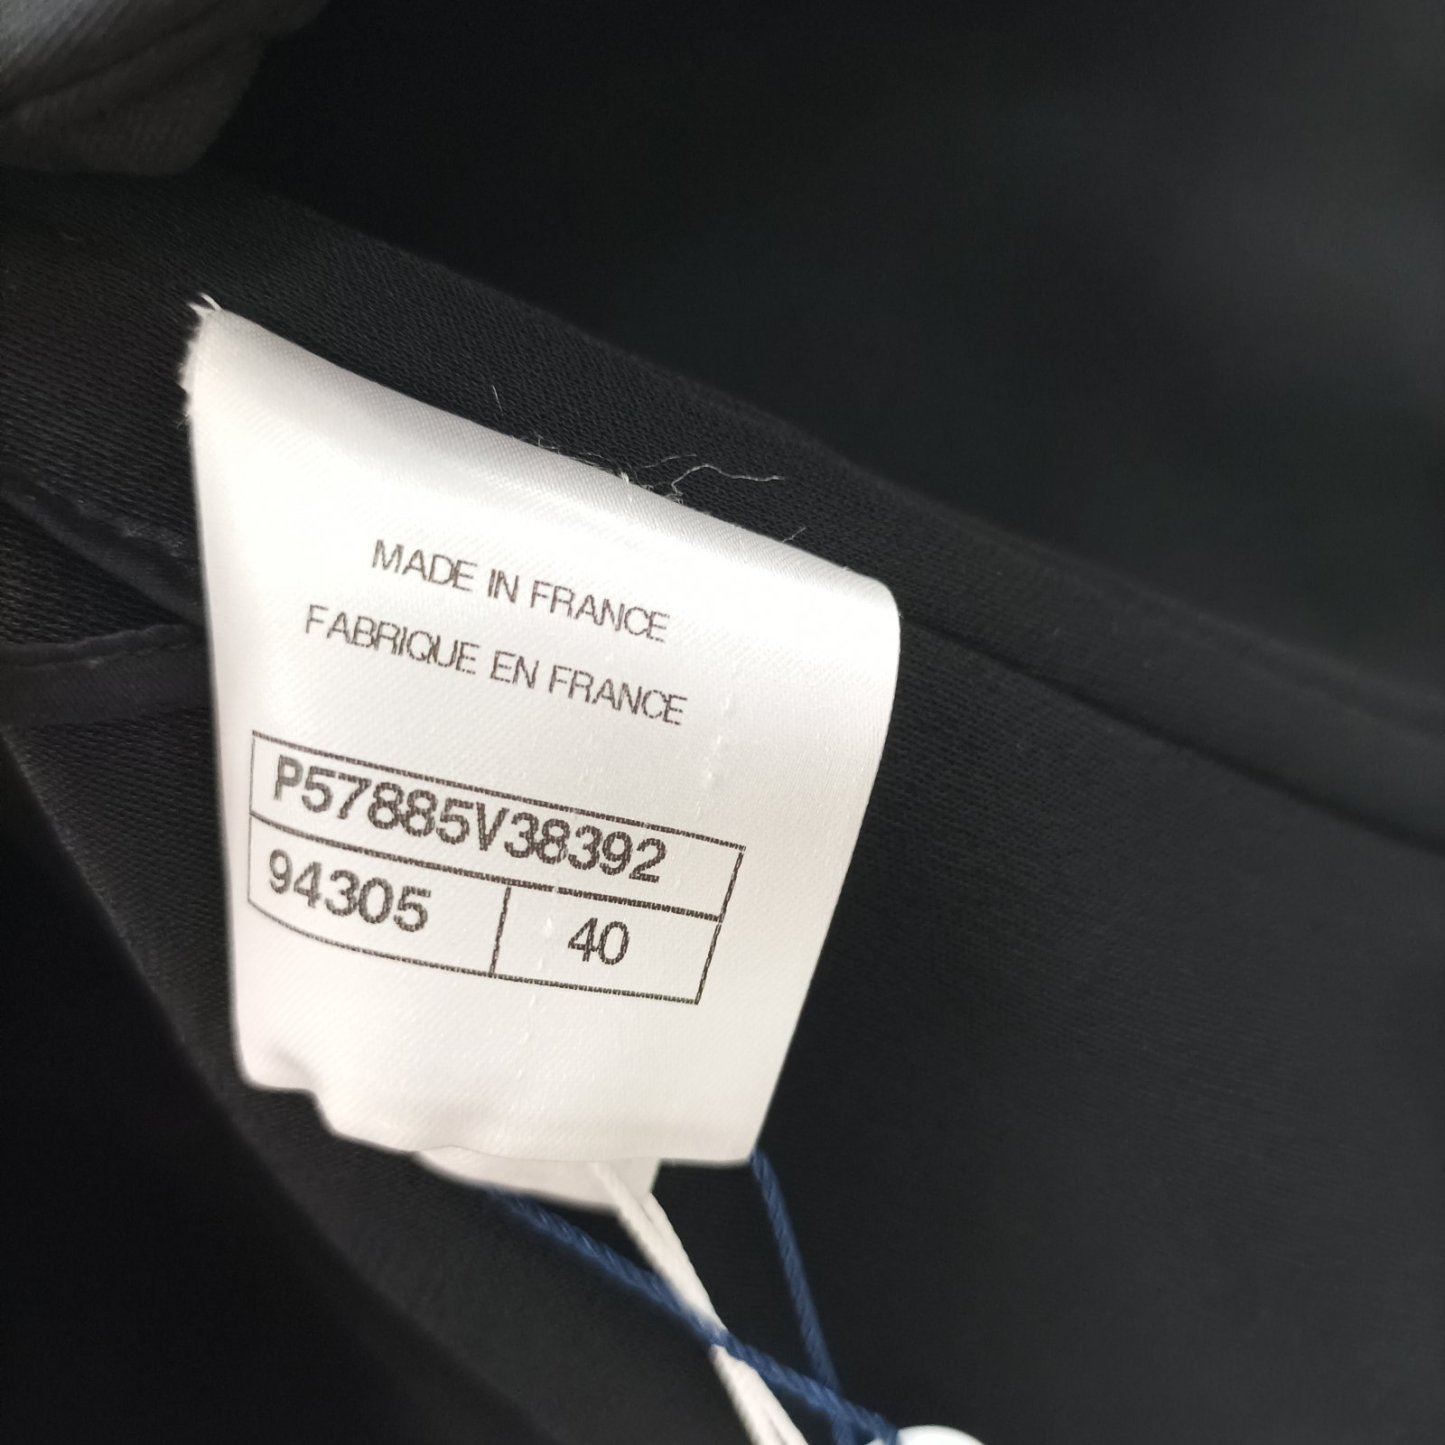 MADE IN FRANCE
FABRIQUE EN FRANCE
P57885V38392
94305 40